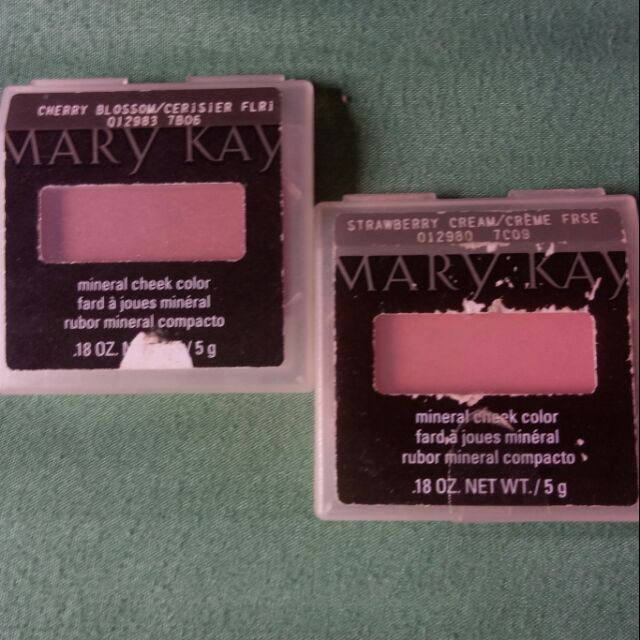 CHERRY BLOSSOM/CERiSIER FLRi
012983 7B06
MARY KAY
mineral cheek color
fard à joues minéral
rubor mineral compacto
.18 OZ. / 5 g
STRAWBERRY CREAM/CRÈME FRSE
012980 7C09
MARY KAY
mineral cheek color
fard à joues minéral
rubor mineral compacto
.18 OZ. NET WT. / 5 g